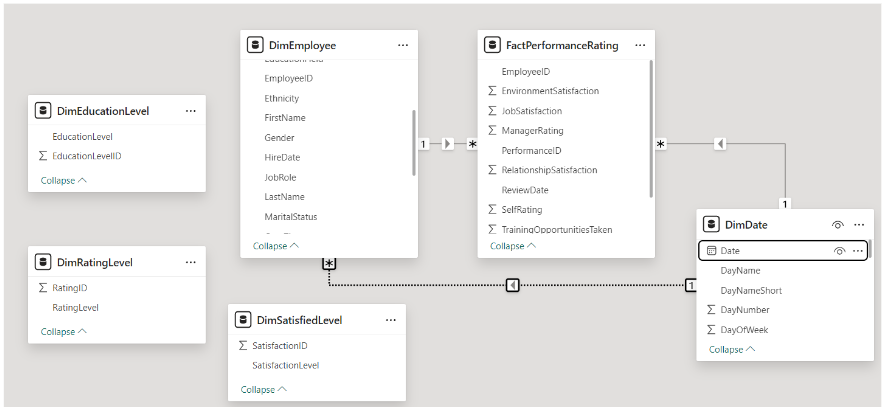 DimEducationLevel
EducationLevel
EducationLevelID
Collapse
DimRatingLevel
RatingID
RatingLevel
Collapse
DimEmployee
EmployeeID
Ethnicity
FirstName
Gender
HireDate
JobRole
LastName
MaritalStatus
Collapse
DimSatisfiedLevel
SatisfactionID
SatisfactionLevel
Collapse
1
*
FactPerformanceRating
EmployeeID
EnvironmentSatisfaction
JobSatisfaction
ManagerRating
PerformanceID
RelationshipSatisfaction
ReviewDate
SelfRating
TrainingOpportunitiesTaken
Collapse
*
1
*
1
DimDate
Date
DayName
DayNameShort
DayNumber
DayOfWeek
Collapse